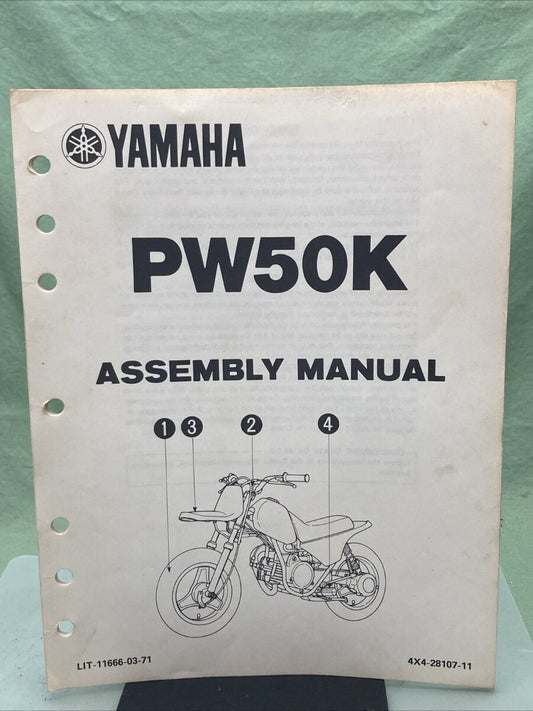 YAMAHA
PW50K
ASSEMBLY MANUAL
1 3 2 4
LIT-11666-03-71 4X4-28107-11